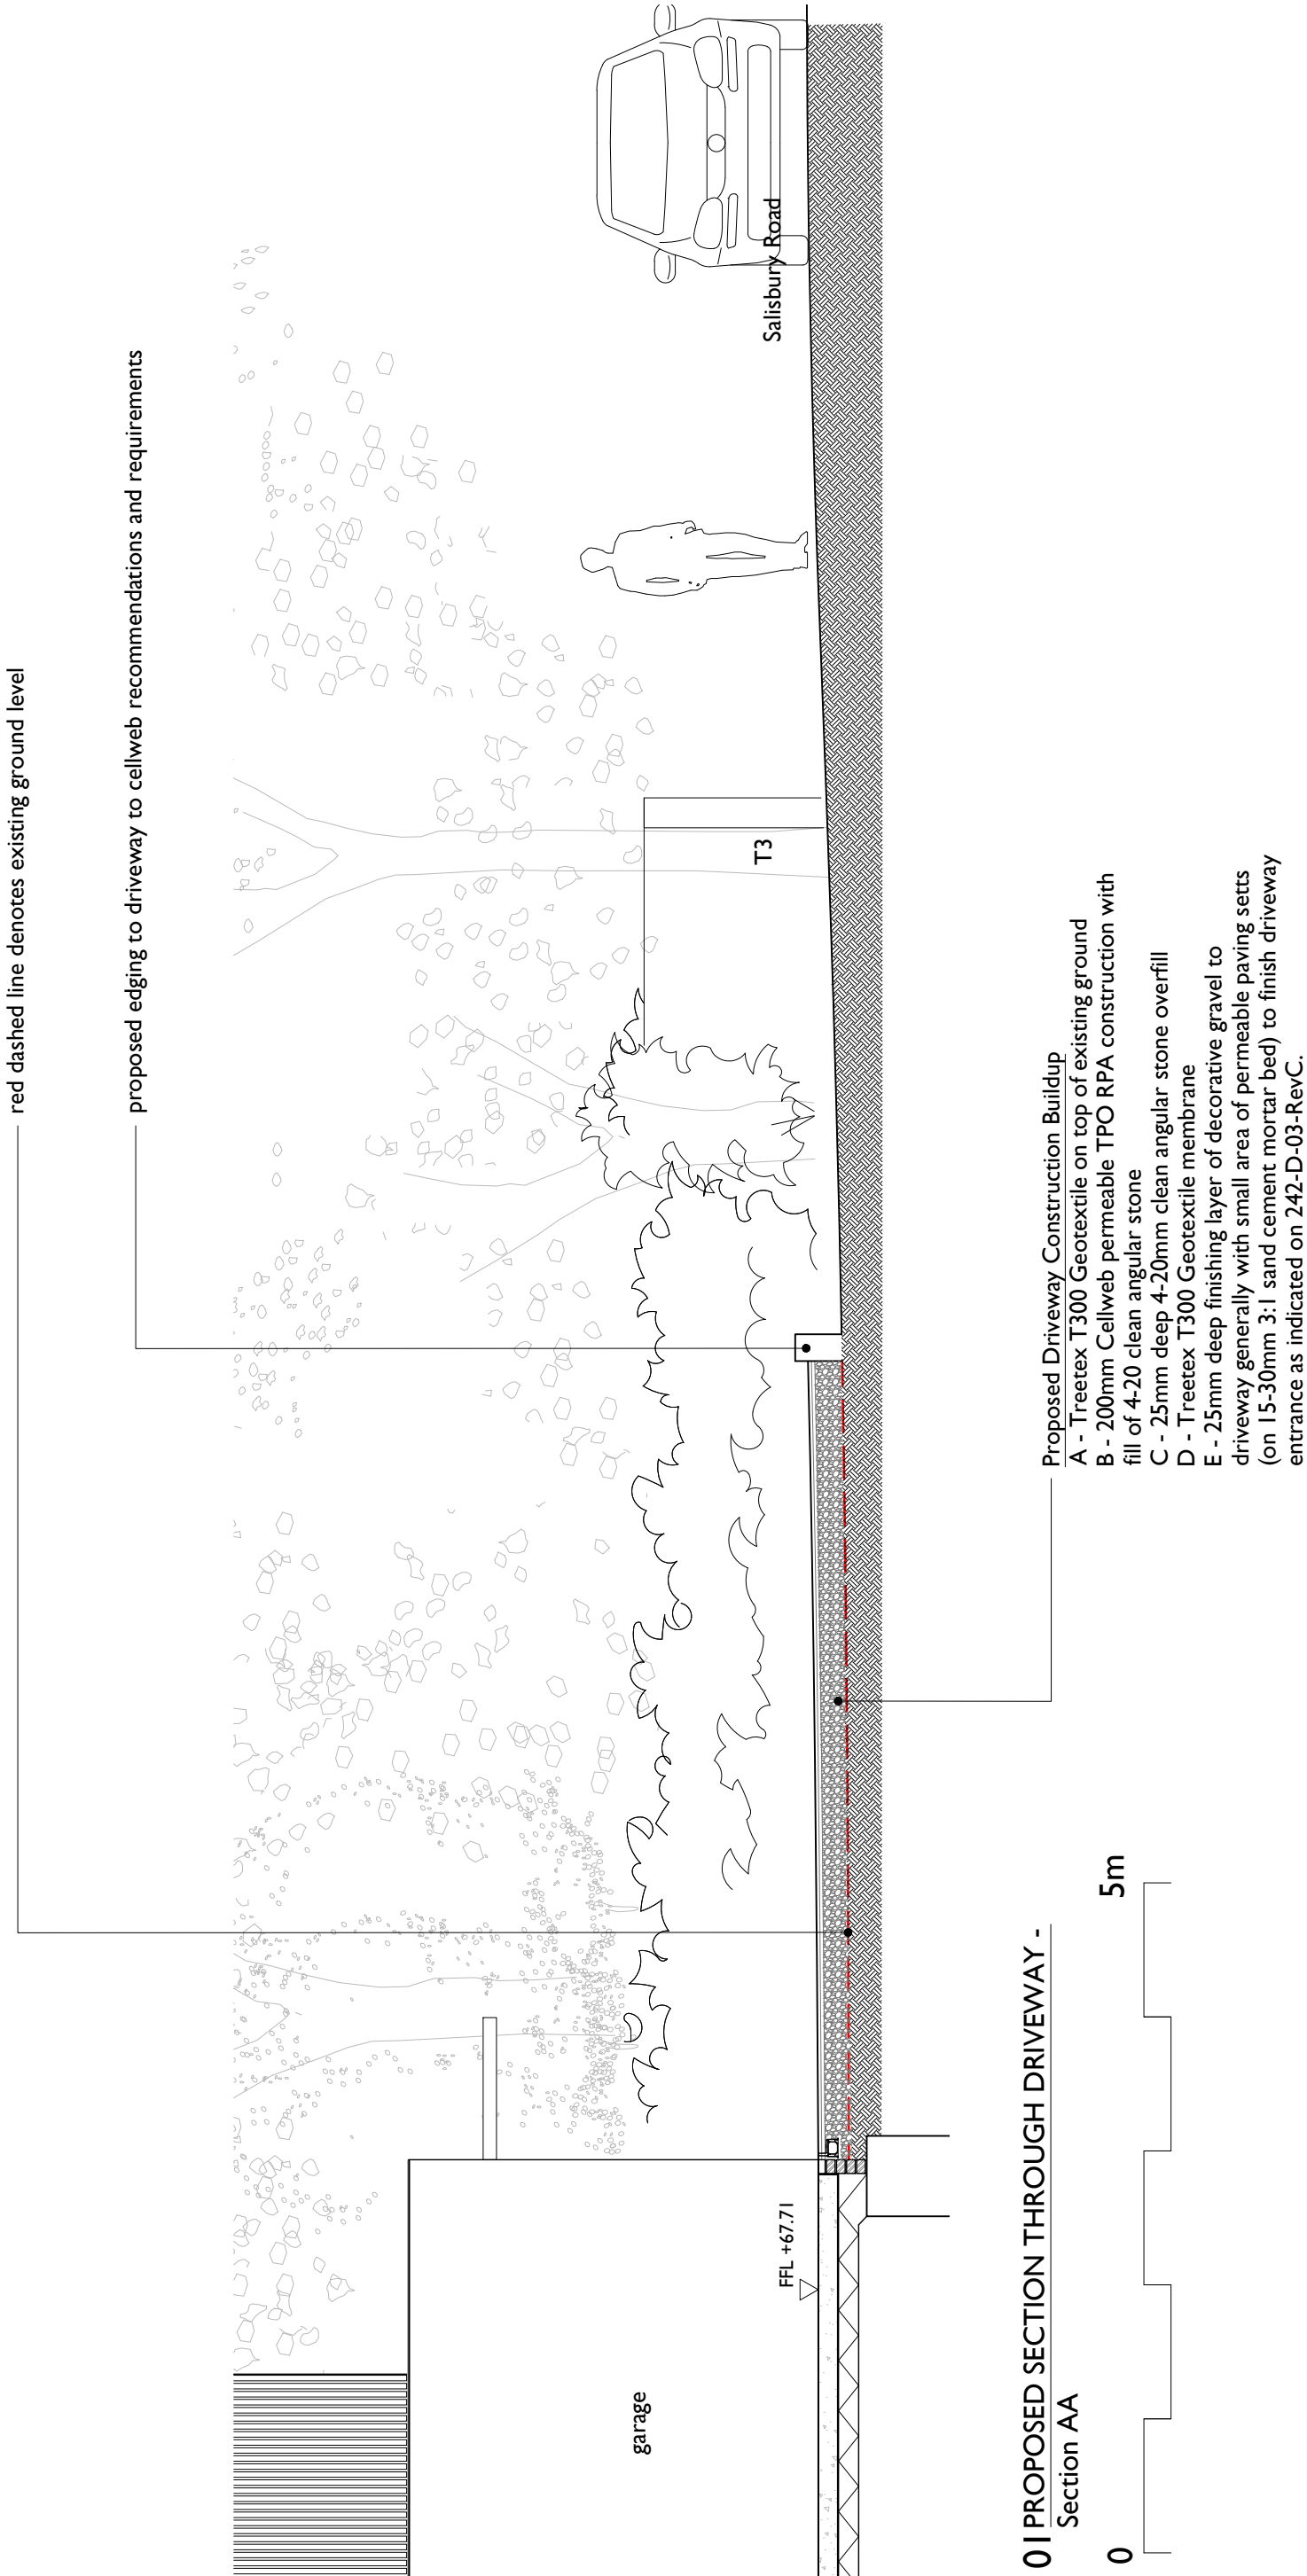 red dashed line denotes existing ground level
proposed edging to driveway to cellweb recommendations and requirements
Salisbury Road
T3
garage
FFL +67.71
Proposed Driveway Construction Buildup
A - Treetex T300 Geotextile on top of existing ground
B - 200mm Cellweb permeable TPO RPA construction with
fill of 4-20 clean angular stone
C - 25mm deep 4-20mm clean angular stone overfill
D - Treetex T300 Geotextile membrane
E - 25mm deep finishing layer of decorative gravel to
driveway generally with small area of permeable paving setts
(on 15-30mm 3:1 sand cement mortar bed) to finish driveway
entrance as indicated on 242-D-03-RevC.
01 PROPOSED SECTION THROUGH DRIVEWAY -
Section AA
0 5m